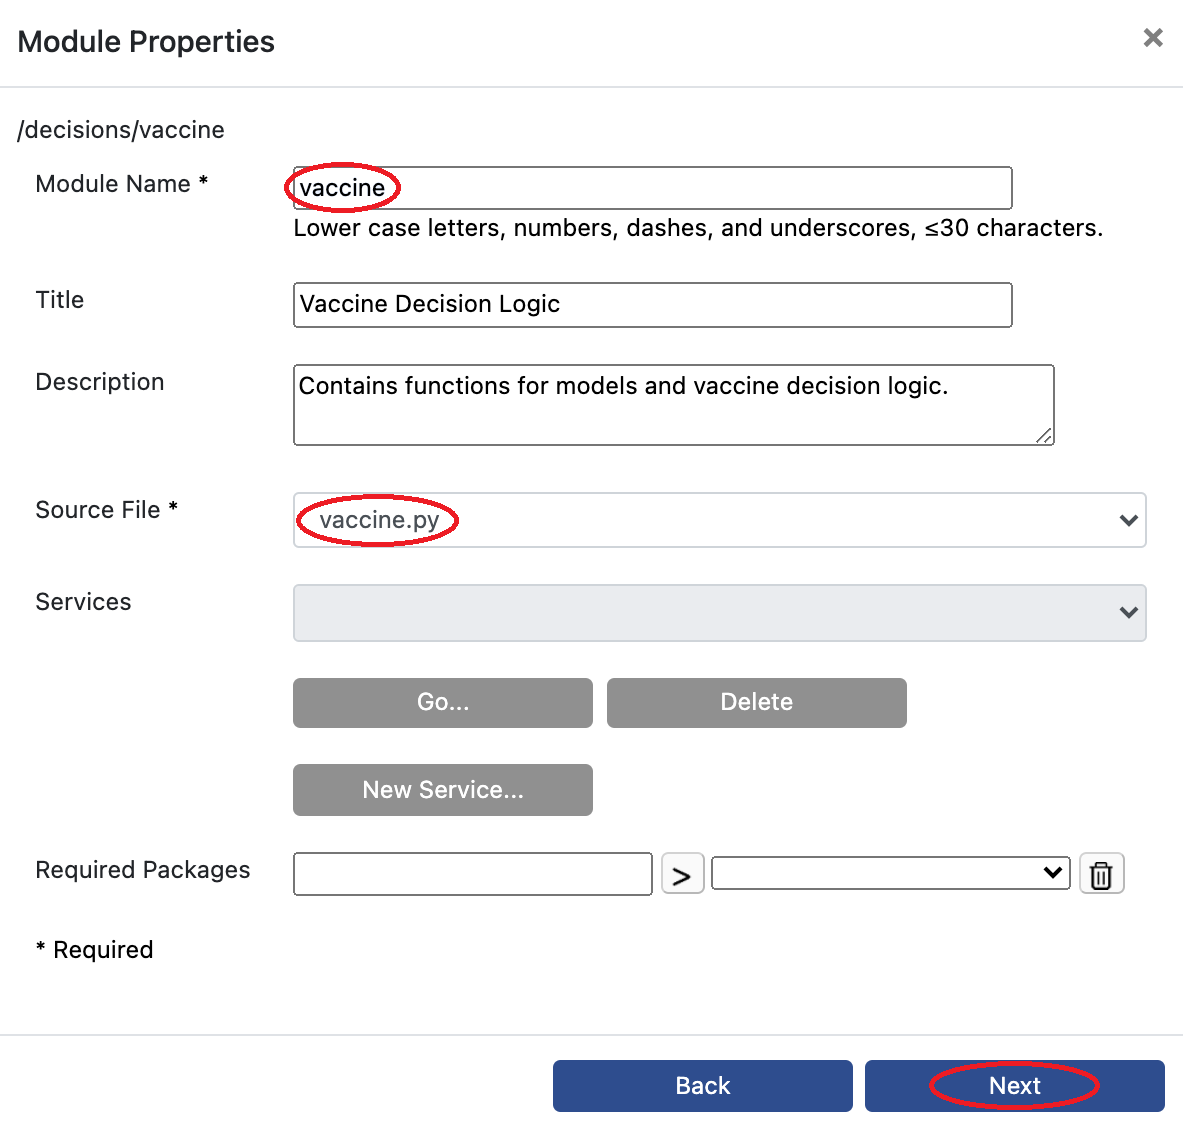 Module Properties ×
/decisions/vaccine
Module Name * vaccine
Lower case letters, numbers, dashes, and underscores, ≤30 characters.
Title Vaccine Decision Logic
Description Contains functions for models and vaccine decision logic.
Source File * vaccine.py
Services
Go... Delete
New Service...
Required Packages >
* Required
Back Next